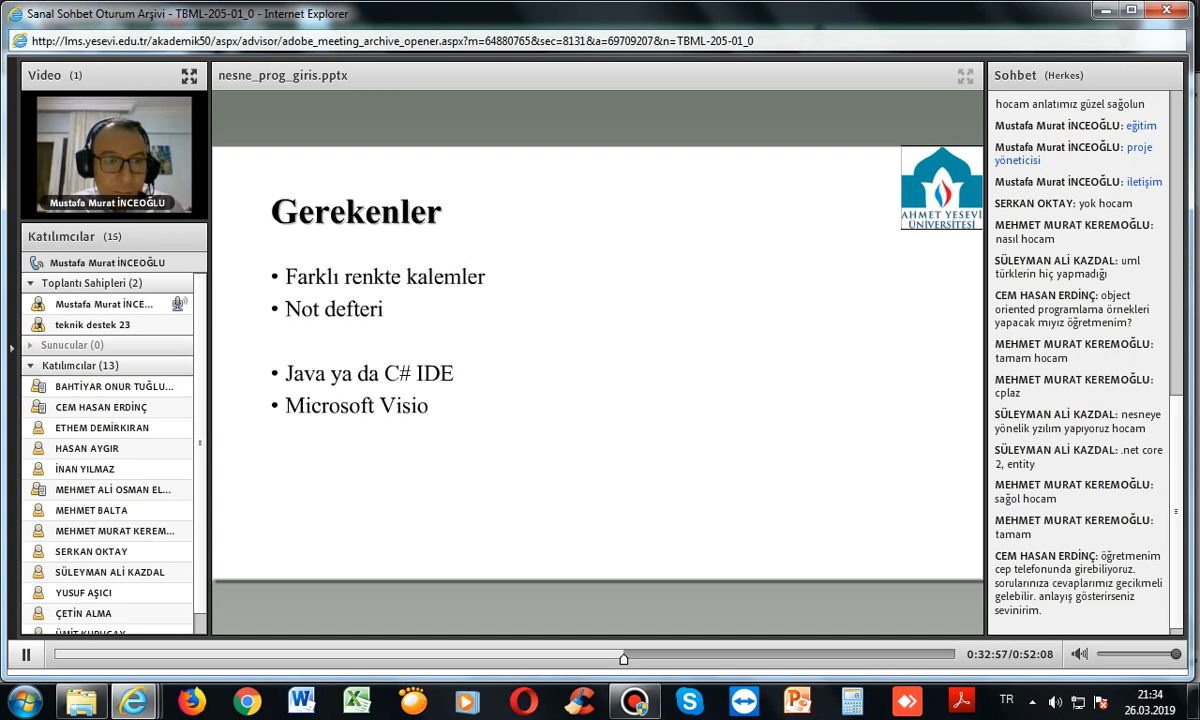 Sanal Sohbet Oturum Arşivi - TBML-205-01_0 - Internet Explorer
http://lms.yesevi.edu.tr/akademik50/aspx/advisor/adobe_meeting_archive_opener.aspx?m=64880765&sec=8131&a=69709207&n=TBML-205-01_0
Video (1)
Mustafa Murat İNCEOĞLU
Katılımcılar (15)
Mustafa Murat İNCEOĞLU
Toplantı Sahipleri (2)
Mustafa Murat İNCE...
teknik destek 23
Sunucular (0)
Katılımcılar (13)
BAHTİYAR ONUR TUĞLU...
CEM HASAN ERDİNÇ
ETHEM DEMİRKIRAN
HASAN AYGIR
İNAN YILMAZ
MEHMET ALİ OSMAN EL...
MEHMET BALTA
MEHMET MURAT KEREM...
SERKAN OKTAY
SÜLEYMAN ALİ KAZDAL
YUSUF AŞICI
ÇETİN ALMA
nesne_prog_giris.pptx
AHMET YESEVİ
ÜNİVERSİTESİ
Gerekenler
• Farklı renkte kalemler
• Not defteri
• Java ya da C# IDE
• Microsoft Visio
Sohbet (Herkes)
hocam anlatımız güzel sağolun
Mustafa Murat İNCEOĞLU: eğitim
Mustafa Murat İNCEOĞLU: proje
yöneticisi
Mustafa Murat İNCEOĞLU: iletişim
SERKAN OKTAY: yok hocam
MEHMET MURAT KEREMOĞLU:
nasıl hocam
SÜLEYMAN ALİ KAZDAL: uml
türklerin hiç yapmadığı
CEM HASAN ERDİNÇ: object
oriented programlama örnekleri
yapacak mıyız öğretmenim?
MEHMET MURAT KEREMOĞLU:
tamam hocam
MEHMET MURAT KEREMOĞLU:
cplaz
SÜLEYMAN ALİ KAZDAL: nesneye
yönelik yzılım yapıyoruz hocam
SÜLEYMAN ALİ KAZDAL: .net core
2, entity
MEHMET MURAT KEREMOĞLU:
sağol hocam
MEHMET MURAT KEREMOĞLU:
tamam
CEM HASAN ERDİNÇ: öğretmenim
cep telefonunda girebiliyoruz.
sorularınıza cevaplarımız gecikmeli
gelebilir. anlayış gösterirseniz
sevinirim.
0:32:57/0:52:08
TR
21:34
26.03.2019